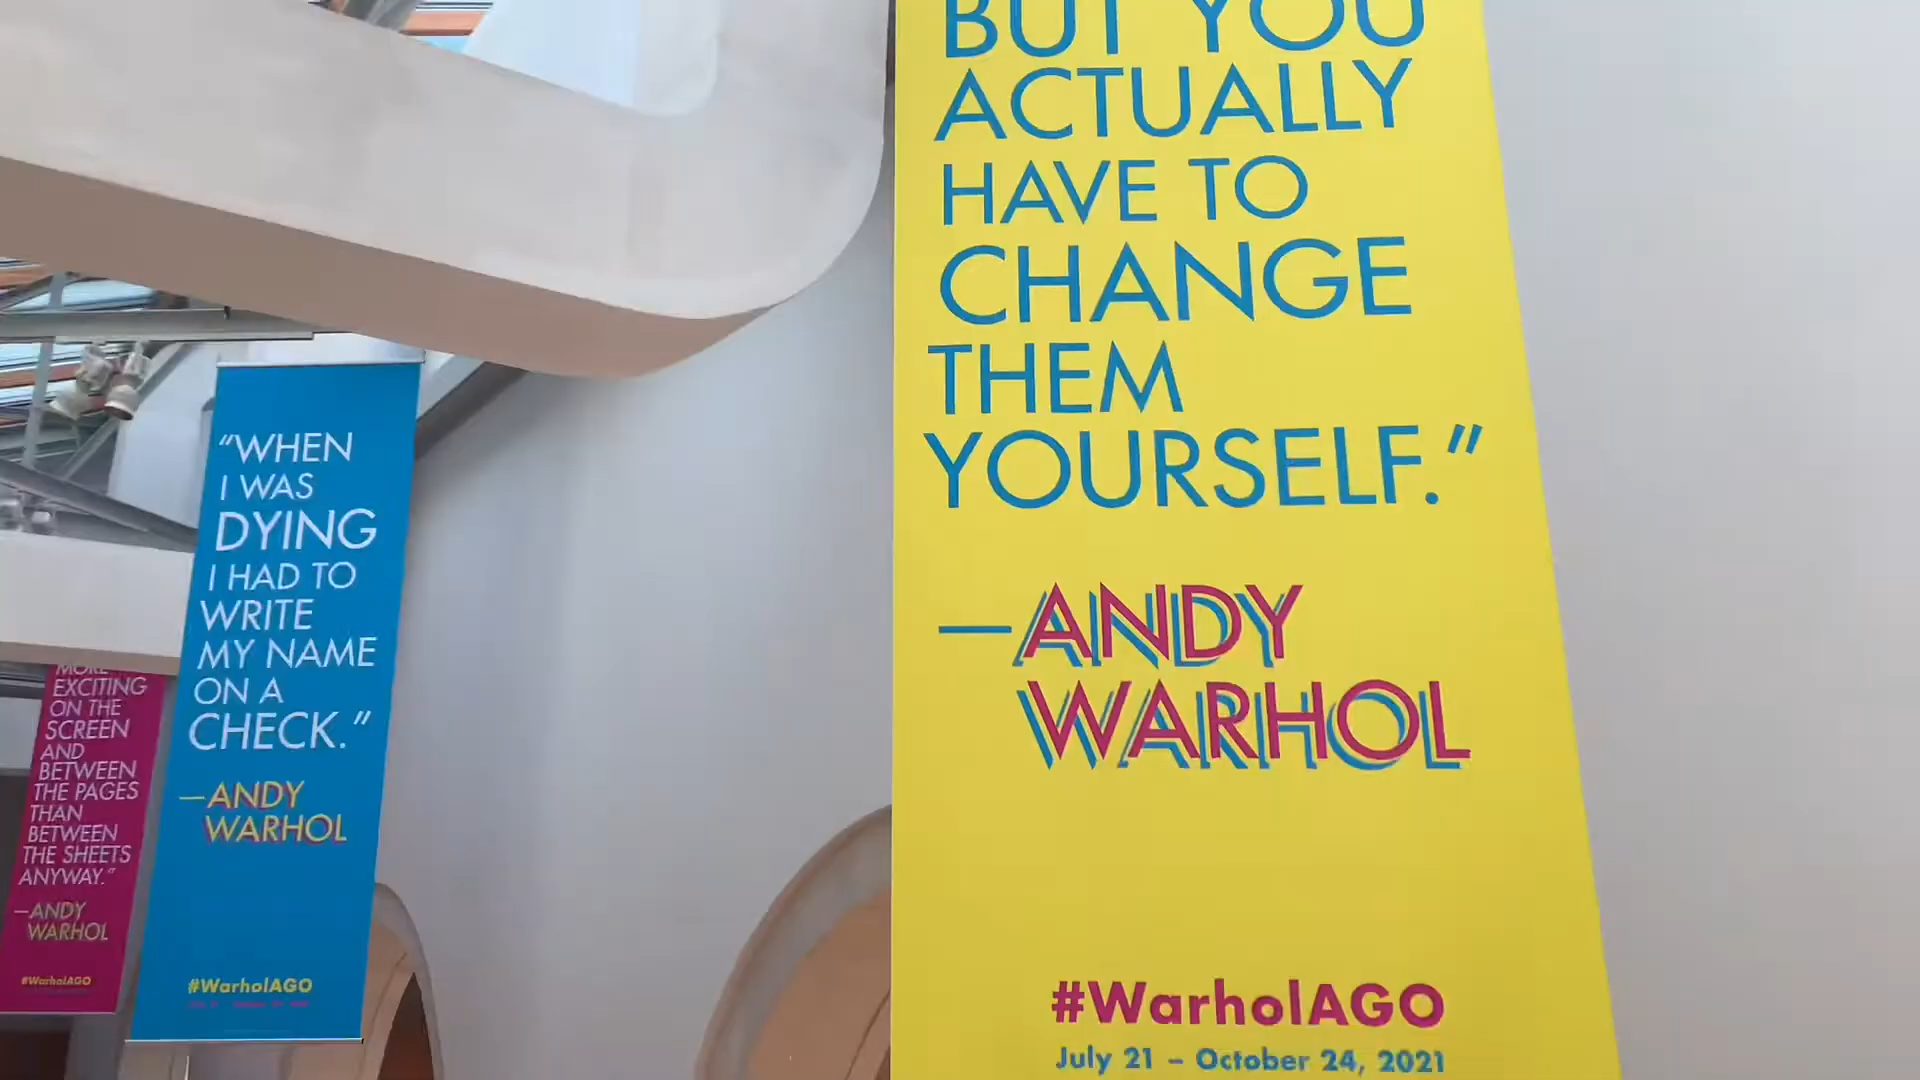 MORE
EXCITING
ON THE
SCREEN
AND
BETWEEN
THE PAGES
THAN
BETWEEN
THE SHEETS
ANYWAY.”
—ANDY
WARHOL
#WarholAGO
“WHEN
I WAS
DYING
I HAD TO
WRITE
MY NAME
ON A
CHECK.”
—ANDY
WARHOL
#WarholAGO
BUT YOU
ACTUALLY
HAVE TO
CHANGE
THEM
YOURSELF.”
—ANDY
WARHOL
#WarholAGO
July 21 – October 24, 2021